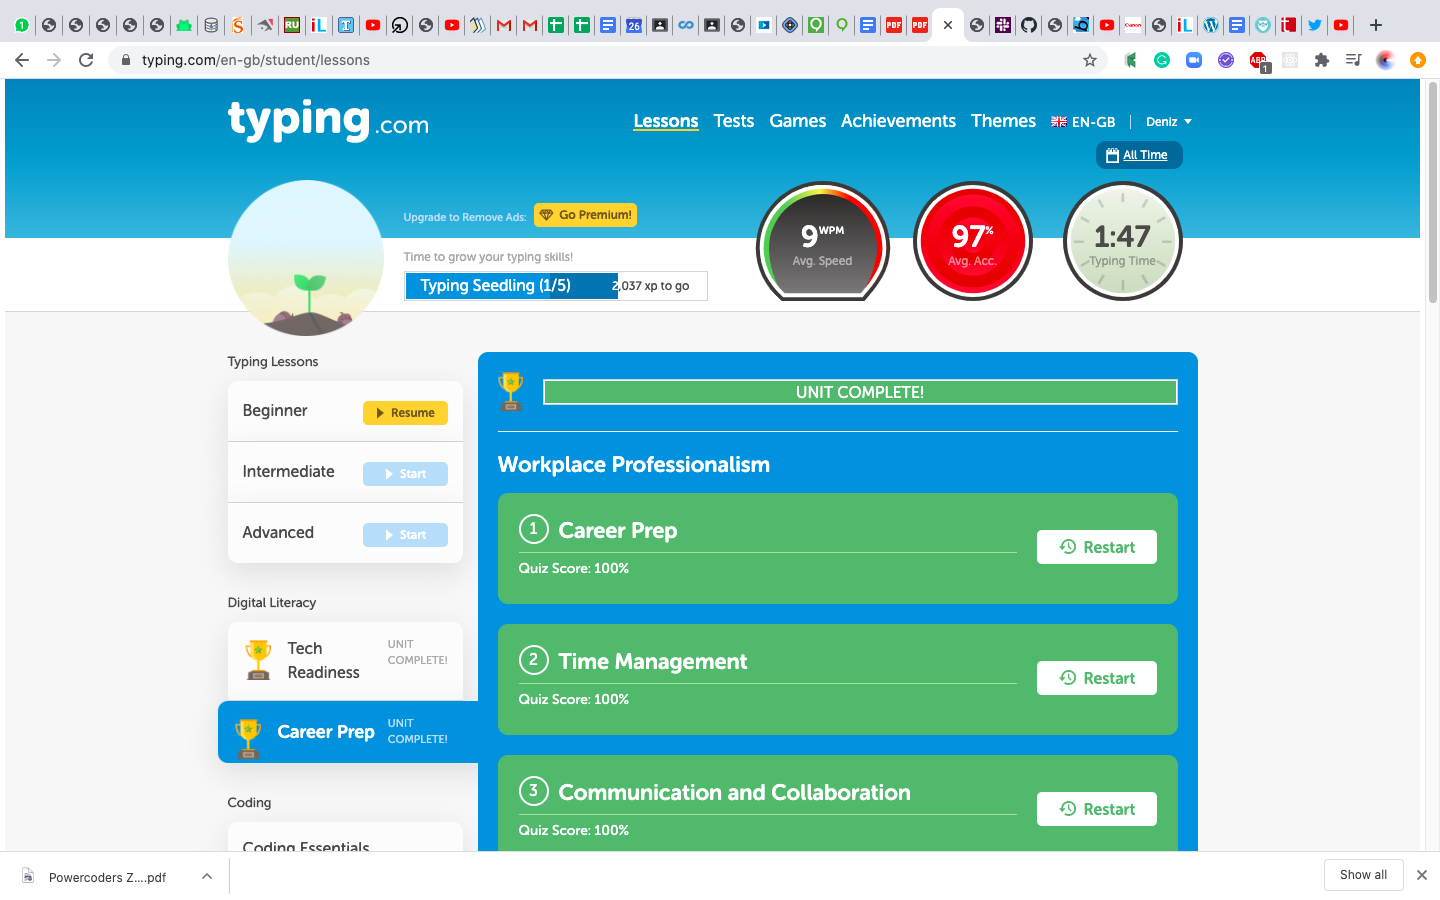 typing.com/en-gb/student/lessons
typing.com
Lessons Tests Games Achievements Themes EN-GB Deniz
All Time
Upgrade to Remove Ads: Go Premium!
Time to grow your typing skills!
Typing Seedling (1/5) 2,037 xp to go
9 WPM
Avg. Speed
97%
Avg. Acc.
1:47
Typing Time
Typing Lessons
Beginner Resume
Intermediate Start
Advanced Start
Digital Literacy
Tech Readiness
UNIT COMPLETE!
Career Prep
UNIT COMPLETE!
Coding
Coding Essentials
UNIT COMPLETE!
Workplace Professionalism
1 Career Prep
Quiz Score: 100%
Restart
2 Time Management
Quiz Score: 100%
Restart
3 Communication and Collaboration
Quiz Score: 100%
Restart
Powercoders Z....pdf
Show all